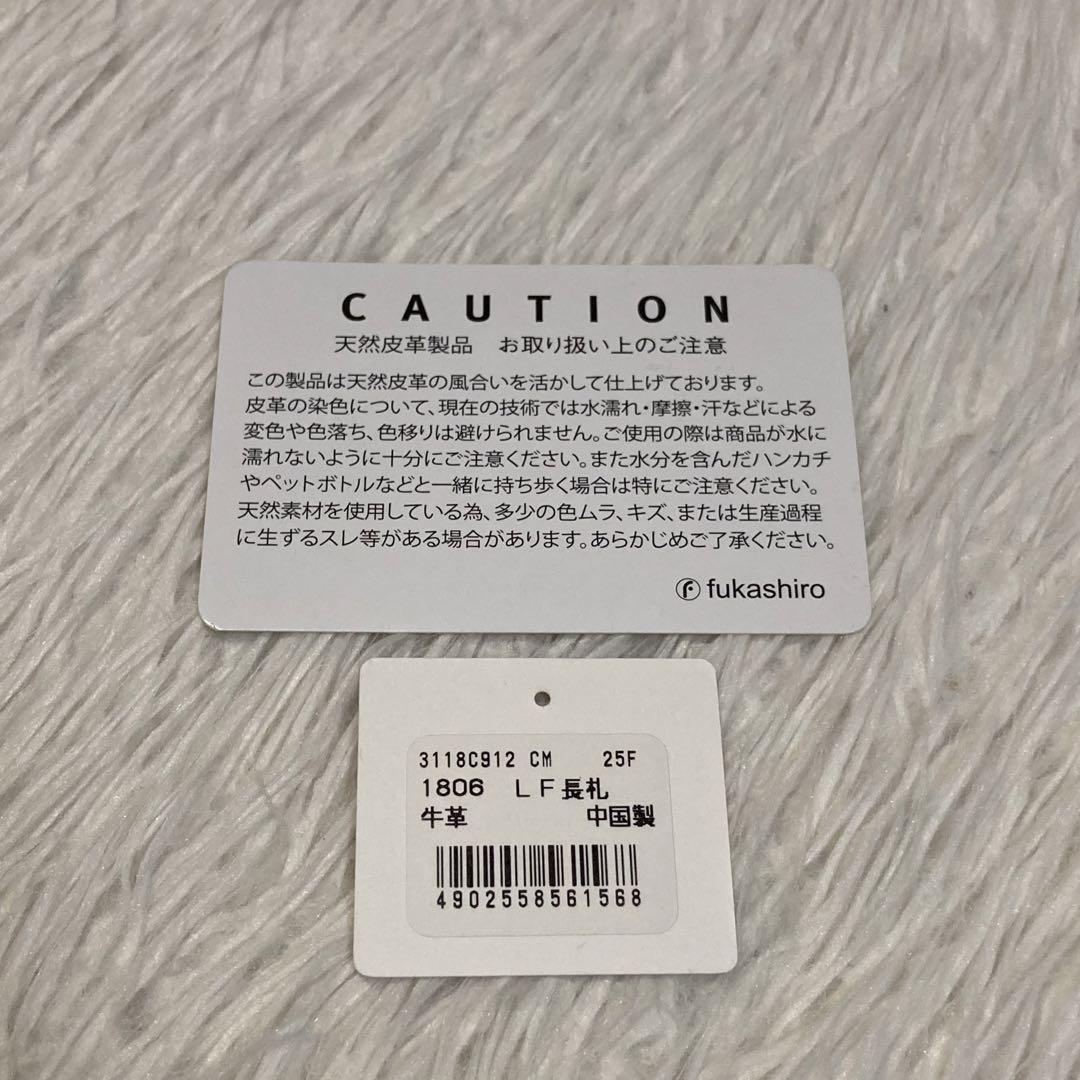 CAUTION
天然皮革製品　お取り扱い上のご注意
この製品は天然皮革の風合いを活かして仕上げております。
皮革の染色について、現在の技術では水濡れ・摩擦・汗などによる
変色や色落ち、色移りは避けられません。ご使用の際は商品が水に
濡れないように十分にご注意ください。また水分を含んだハンカチ
やペットボトルなどと一緒に持ち歩く場合は特にご注意ください。
天然素材を使用している為、多少の色ムラ、キズ、または生産過程
に生ずるスレ等がある場合があります。あらかじめご了承ください。
fukashiro
3118C912 CM 25F
1806 LF長札
牛革 中国製
4902558561568